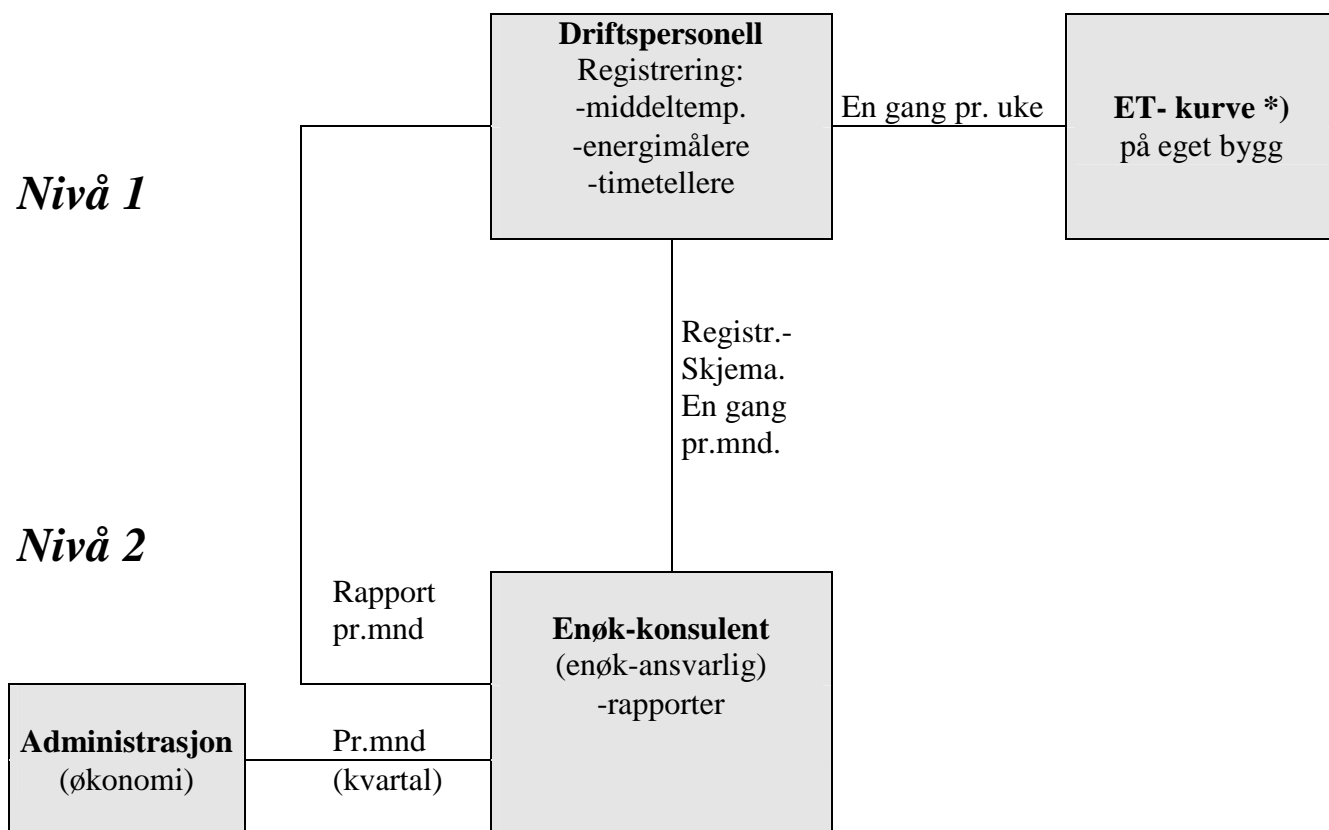 Driftspersonell
Registrering:
-middeltemp.
-energimålere
-timetellere
En gang pr. uke
ET- kurve *)
på eget bygg
Nivå 1
Registr.-
Skjema.
En gang
pr.mnd.
Nivå 2
Rapport
pr.mnd
Enøk-konsulent
(enøk-ansvarlig)
-rapporter
Administrasjon
(økonomi)
Pr.mnd
(kvartal)